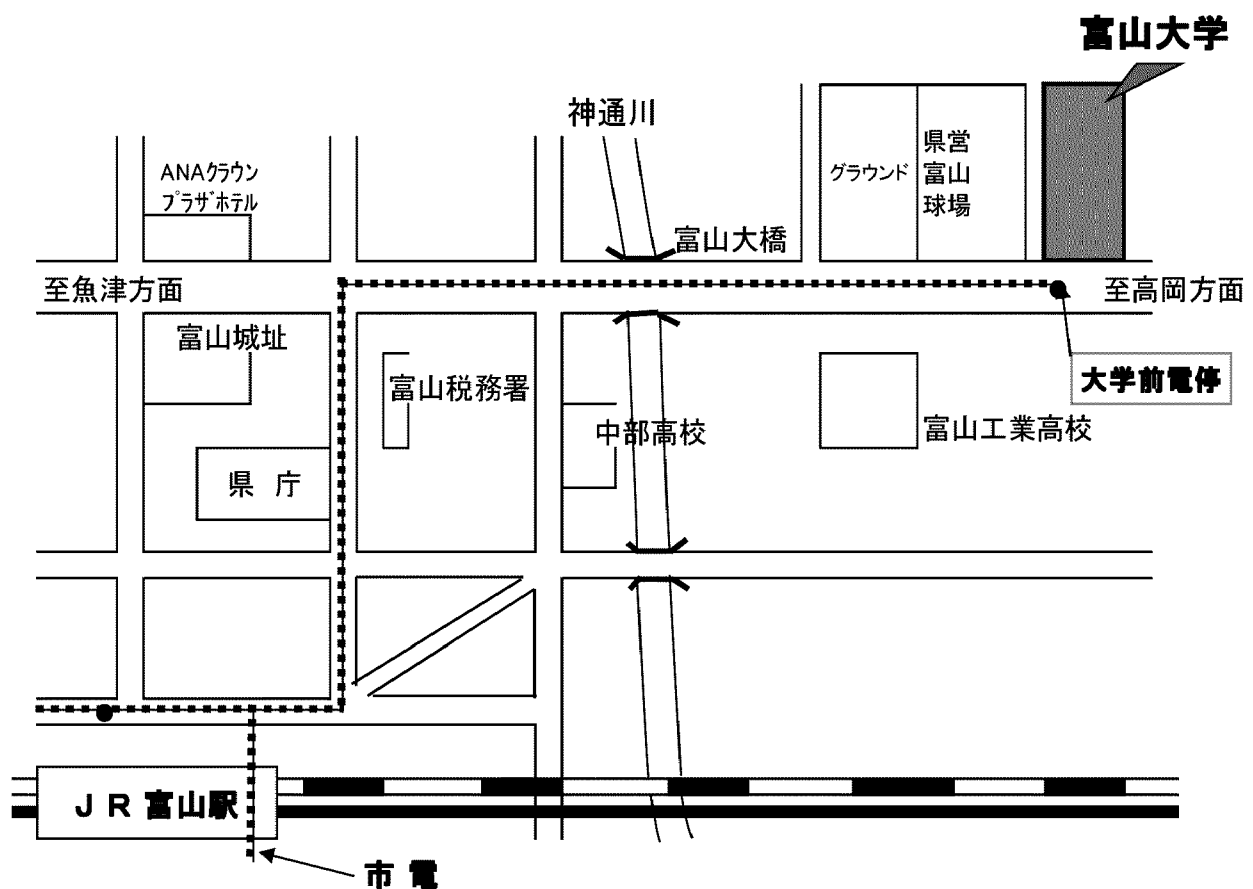 富山大学
神通川
ANAクラウン
プラザホテル
グラウンド
県営
富山
球場
富山大橋
至魚津方面
至高岡方面
富山城址
富山税務署
大学前電停
中部高校
富山工業高校
県 庁
JR富山駅
市電